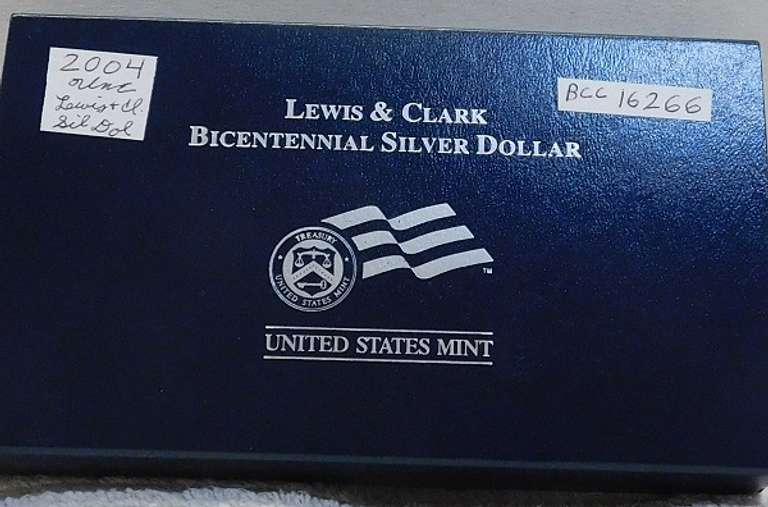 2004
Unc
Lewis + Cl.
Sil Dol
BCC 16266
LEWIS & CLARK
BICENTENNIAL SILVER DOLLAR
TREASURY
UNITED STATES MINT
TM
UNITED STATES MINT